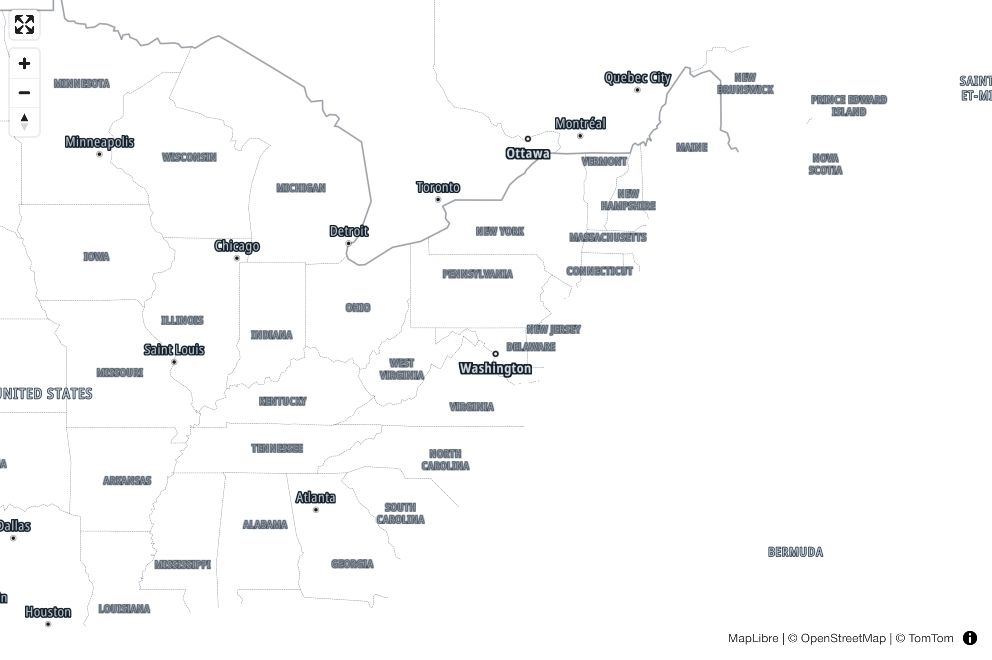 Quebec City
MINNESOTA
NEW
BRUNSWICK
PRINCE EDWARD
ISLAND
Montréal
Minneapolis
Ottawa
MAINE
WISCONSIN
VERMONT
NOVA
SCOTIA
MICHIGAN
Toronto
NEW
HAMPSHIRE
Detroit
NEW YORK
MASSACHUSETTS
Chicago
IOWA
PENNSYLVANIA
CONNECTICUT
OHIO
ILLINOIS
INDIANA
NEW JERSEY
DELAWARE
Saint Louis
WEST
VIRGINIA
Washington
MISSOURI
UNITED STATES
KENTUCKY
VIRGINIA
TENNESSEE
NORTH
CAROLINA
ARKANSAS
Atlanta
SOUTH
CAROLINA
Dallas
ALABAMA
BERMUDA
MISSISSIPPI
GEORGIA
Houston
LOUISIANA
MapLibre | © OpenStreetMap | © TomTom